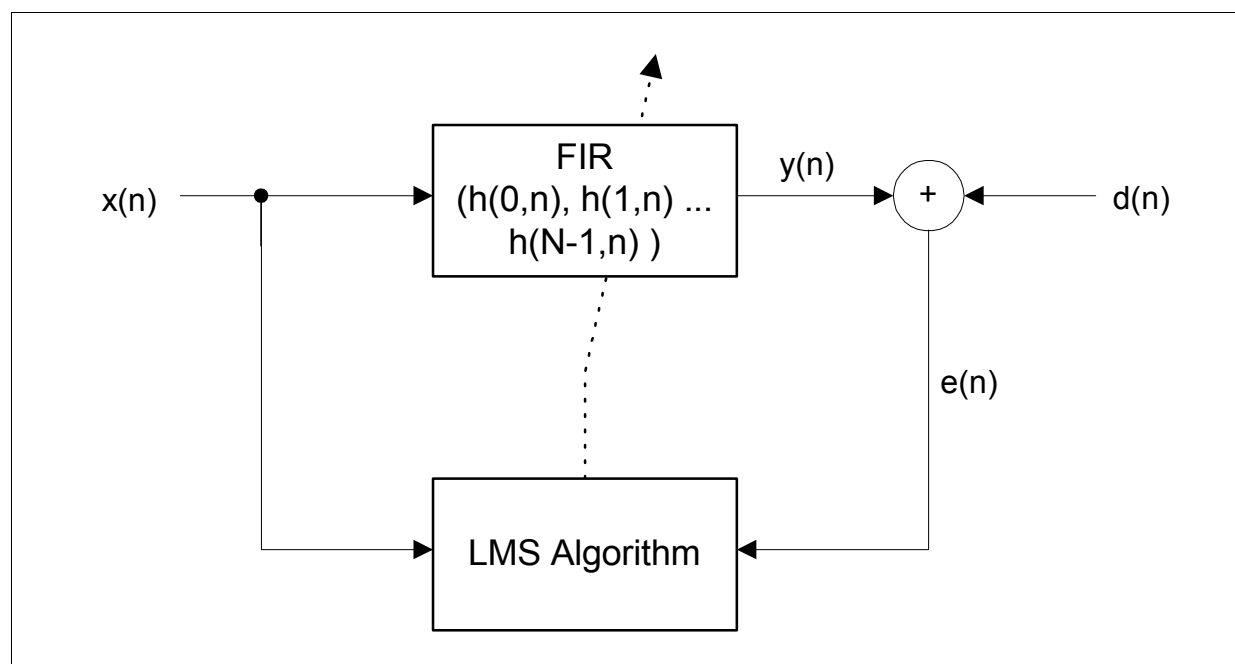 FIR
(h(0,n), h(1,n) ...
h(N-1,n) )
x(n)
y(n)
+
d(n)
e(n)
LMS Algorithm